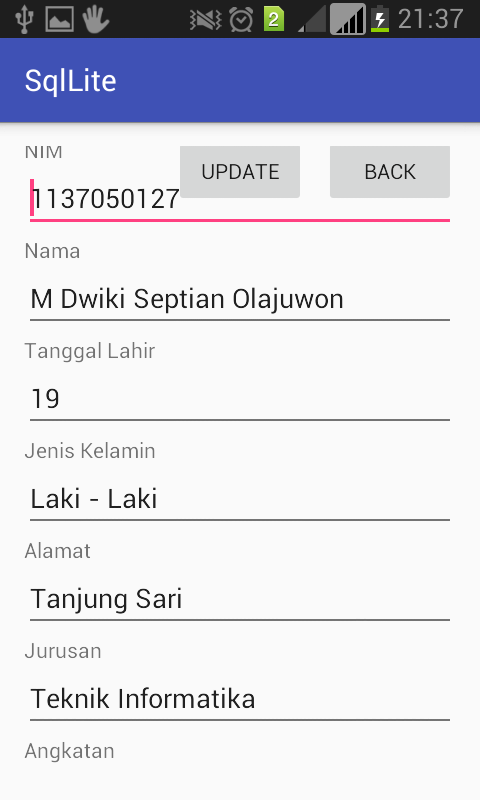 2 21:37
SqlLite
NIM
UPDATE BACK
1137050127
Nama
M Dwiki Septian Olajuwon
Tanggal Lahir
19
Jenis Kelamin
Laki - Laki
Alamat
Tanjung Sari
Jurusan
Teknik Informatika
Angkatan